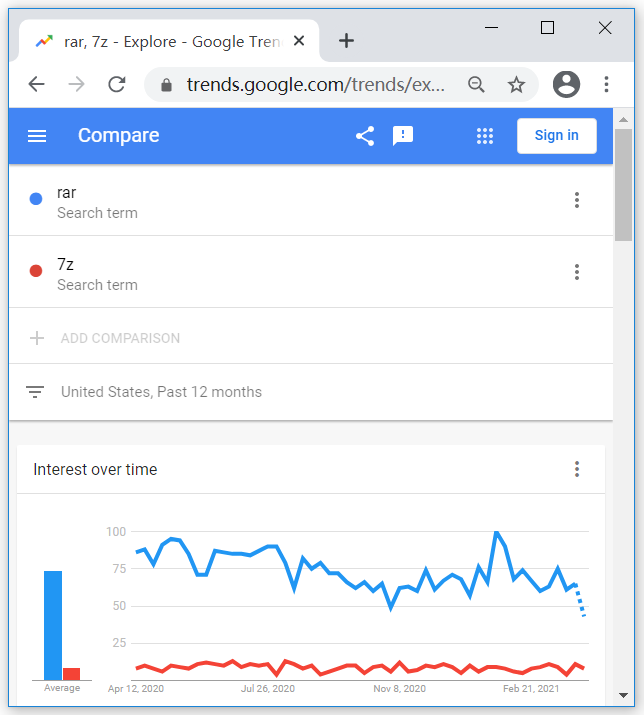 rar, 7z - Explore - Google Tren
trends.google.com/trends/ex...
Compare
Sign in
rar
Search term
7z
Search term
ADD COMPARISON
United States, Past 12 months
Interest over time
100
75
50
25
Average
Apr 12, 2020 Jul 26, 2020 Nov 8, 2020 Feb 21, 2021